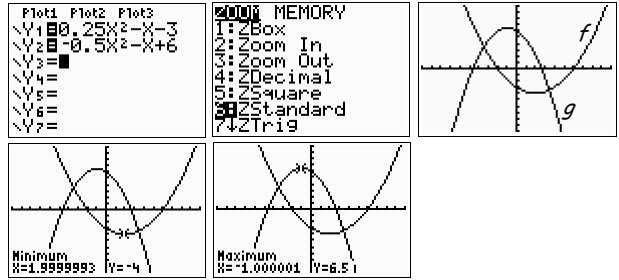 Plot1 Plot2 Plot3
\Y1=0.25X²-X-3
\Y2=-0.5X²-X+6
\Y3=
\Y4=
\Y5=
\Y6=
\Y7=
ZOOM MEMORY
1:ZBox
2:Zoom In
3:Zoom Out
4:ZDecimal
5:ZSquare
6:ZStandard
7↓ZTrig
f
g
Minimum
X=1.9999993 Y=-4
Maximum
X=-1.000001 Y=6.5